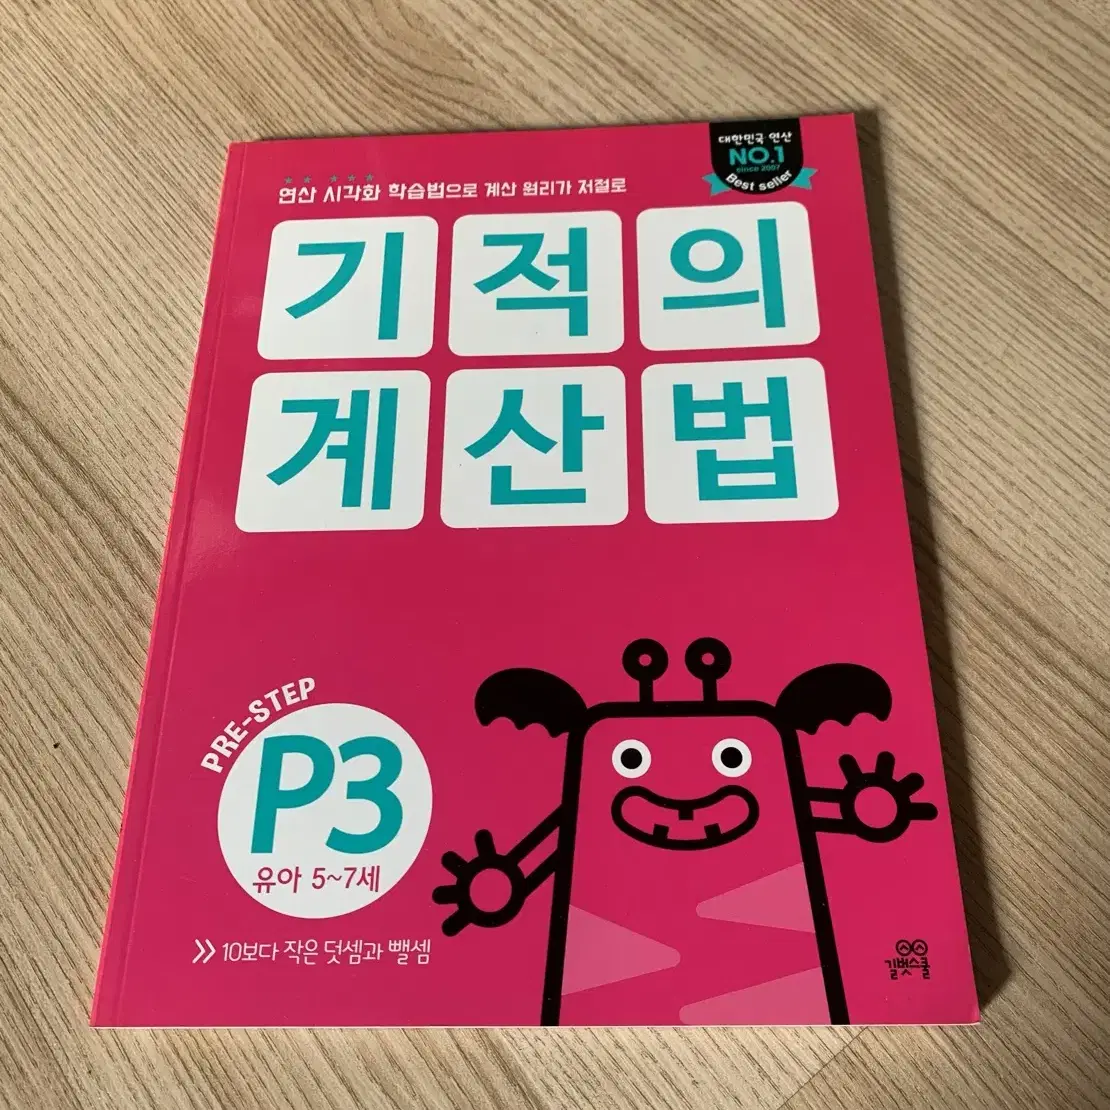 대한민국 연산
NO.1
since 2007
Best seller
연산 시각화 학습법으로 계산 원리가 저절로
기적의
계산법
PRE-STEP
P3
유아 5~7세
>> 10보다 작은 덧셈과 뺄셈
길벗스쿨